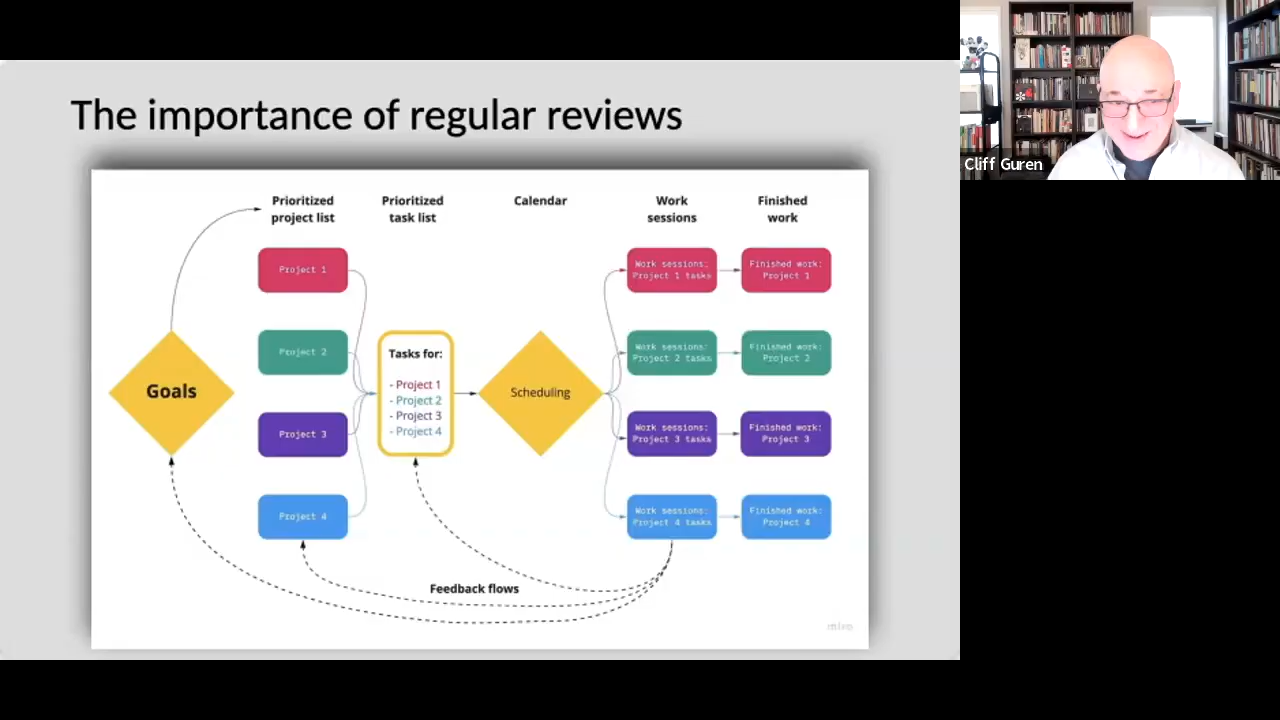 The importance of regular reviews
Cliff Guren
Prioritized
project list
Prioritized
task list
Calendar
Work
sessions
Finished
work
Project 1
Project 2
Project 3
Project 4
Goals
Tasks for:
- Project 1
- Project 2
- Project 3
- Project 4
Scheduling
Work sessions:
Project 1 tasks
Finished work:
Project 1
Work sessions:
Project 2 tasks
Finished work:
Project 2
Work sessions:
Project 3 tasks
Finished work:
Project 3
Work sessions:
Project 4 tasks
Finished work:
Project 4
Feedback flows
miro